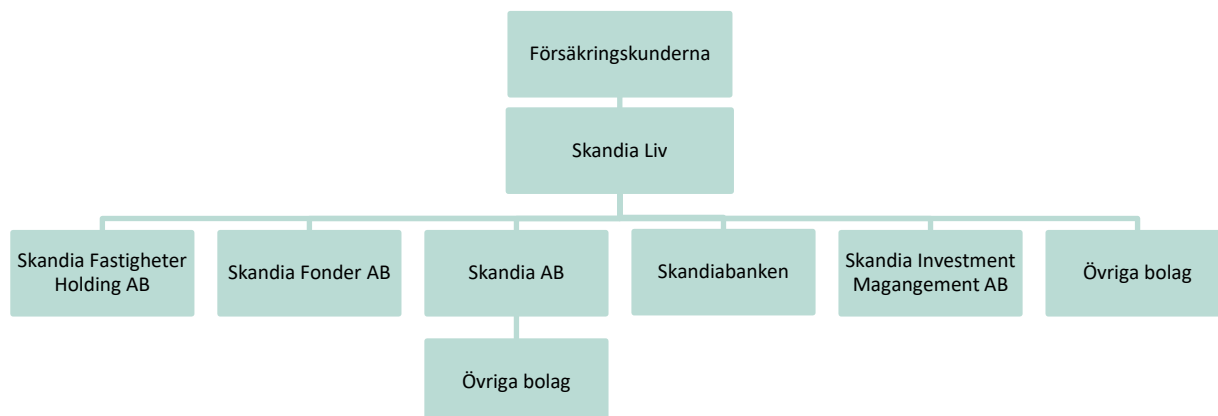 Försäkringskunderna
Skandia Liv
Skandia Fastigheter
Holding AB
Skandia Fonder AB
Skandia AB
Skandiabanken
Skandia Investment
Magangement AB
Övriga bolag
Övriga bolag